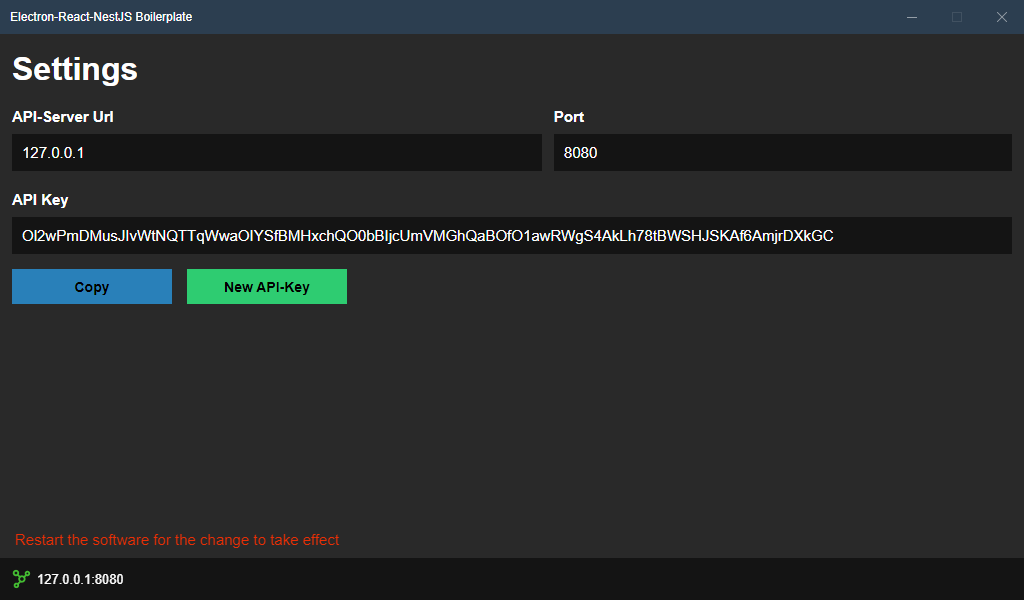 Electron-React-NestJS Boilerplate
Settings
API-Server Url
Port
127.0.0.1
8080
API Key
Ol2wPmDMusJIvWtNQTTqWwaOIYSfBMHxchQO0bBIjcUmVMGhQaBOfO1awRWgS4AkLh78tBWSHJSKAf6AmjrDXkGC
Copy
New API-Key
Restart the software for the change to take effect
127.0.0.1:8080